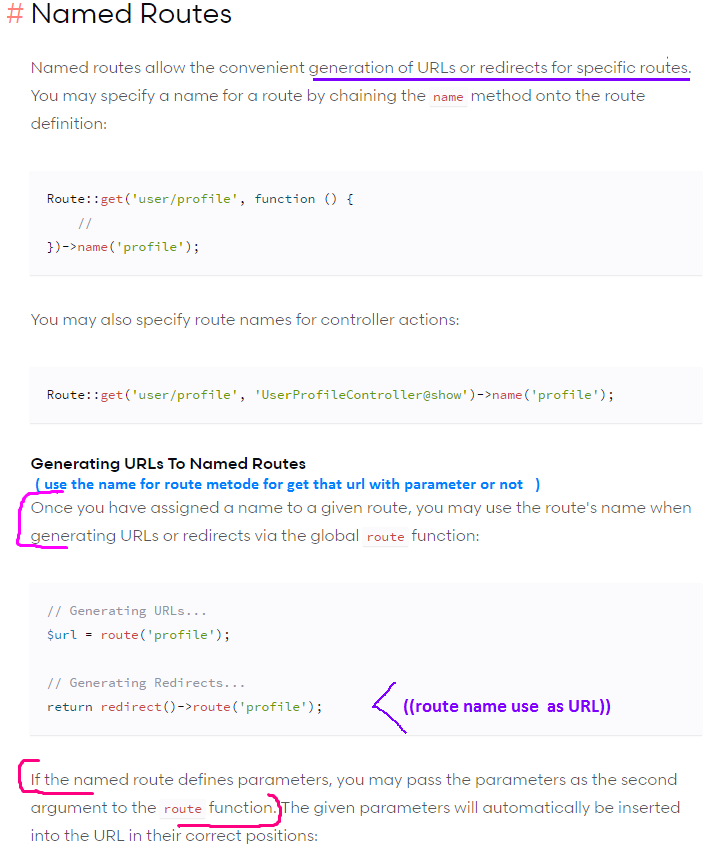 # Named Routes
Named routes allow the convenient generation of URLs or redirects for specific routes.
You may specify a name for a route by chaining the name method onto the route
definition:
Route::get('user/profile', function () {
//
})->name('profile');
You may also specify route names for controller actions:
Route::get('user/profile', 'UserProfileController@show')->name('profile');
Generating URLs To Named Routes
( use the name for route metode for get that url with parameter or not )
Once you have assigned a name to a given route, you may use the route's name when
generating URLs or redirects via the global route function:
// Generating URLs...
$url = route('profile');
// Generating Redirects...
return redirect()->route('profile');
((route name use as URL))
If the named route defines parameters, you may pass the parameters as the second
argument to the route function. The given parameters will automatically be inserted
into the URL in their correct positions: